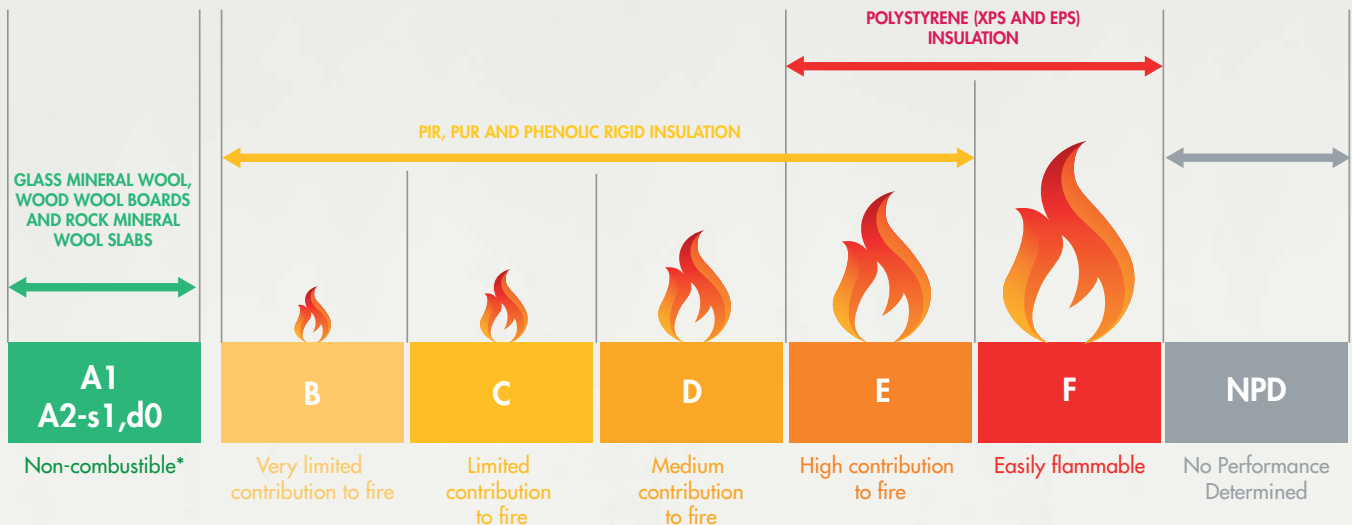 POLYSTYRENE (XPS AND EPS)
INSULATION
PIR, PUR AND PHENOLIC RIGID INSULATION
GLASS MINERAL WOOL,
WOOD WOOL BOARDS
AND ROCK MINERAL
WOOL SLABS
A1
A2-s1,d0
B
C
D
E
F
NPD
Non-combustible*
Very limited
contribution to fire
Limited
contribution
to fire
Medium
contribution
to fire
High contribution
to fire
Easily flammable
No Performance
Determined